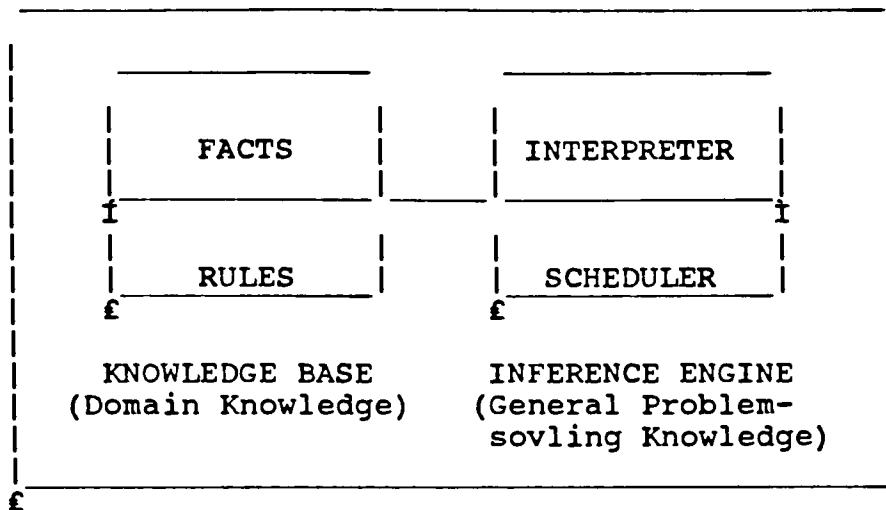 FACTS INTERPRETER
RULES SCHEDULER
KNOWLEDGE BASE INFERENCE ENGINE
(Domain Knowledge) (General Problem-
sovling Knowledge)